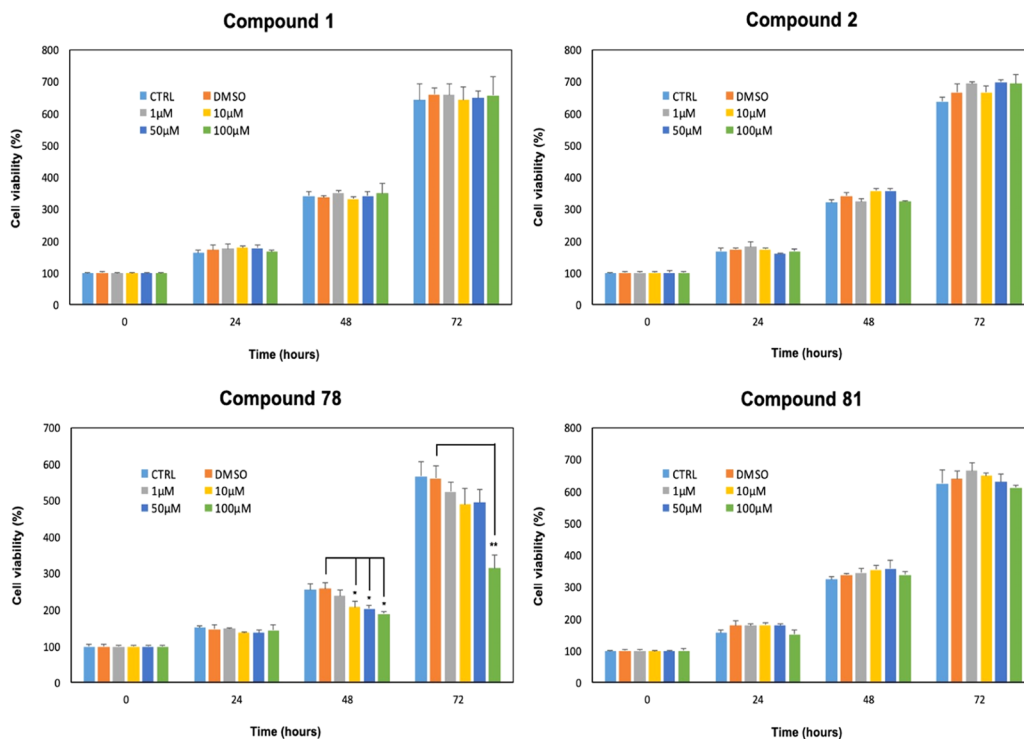 Compound 1
Cell viability (%)
800
700
600
500
400
300
200
100
0
CTRL DMSO
1µM 10µM
50µM 100µM
0 24 48 72
Time (hours)
Compound 2
Cell viability (%)
800
700
600
500
400
300
200
100
0
CTRL DMSO
1µM 10µM
50µM 100µM
0 24 48 72
Time (hours)
Compound 78
Cell viability (%)
700
600
500
400
300
200
100
0
CTRL DMSO
1µM 10µM
50µM 100µM
**
* * *
0 24 48 72
Time (hours)
Compound 81
Cell viability (%)
800
700
600
500
400
300
200
100
0
CTRL DMSO
1µM 10µM
50µM 100µM
0 24 48 72
Time (hours)